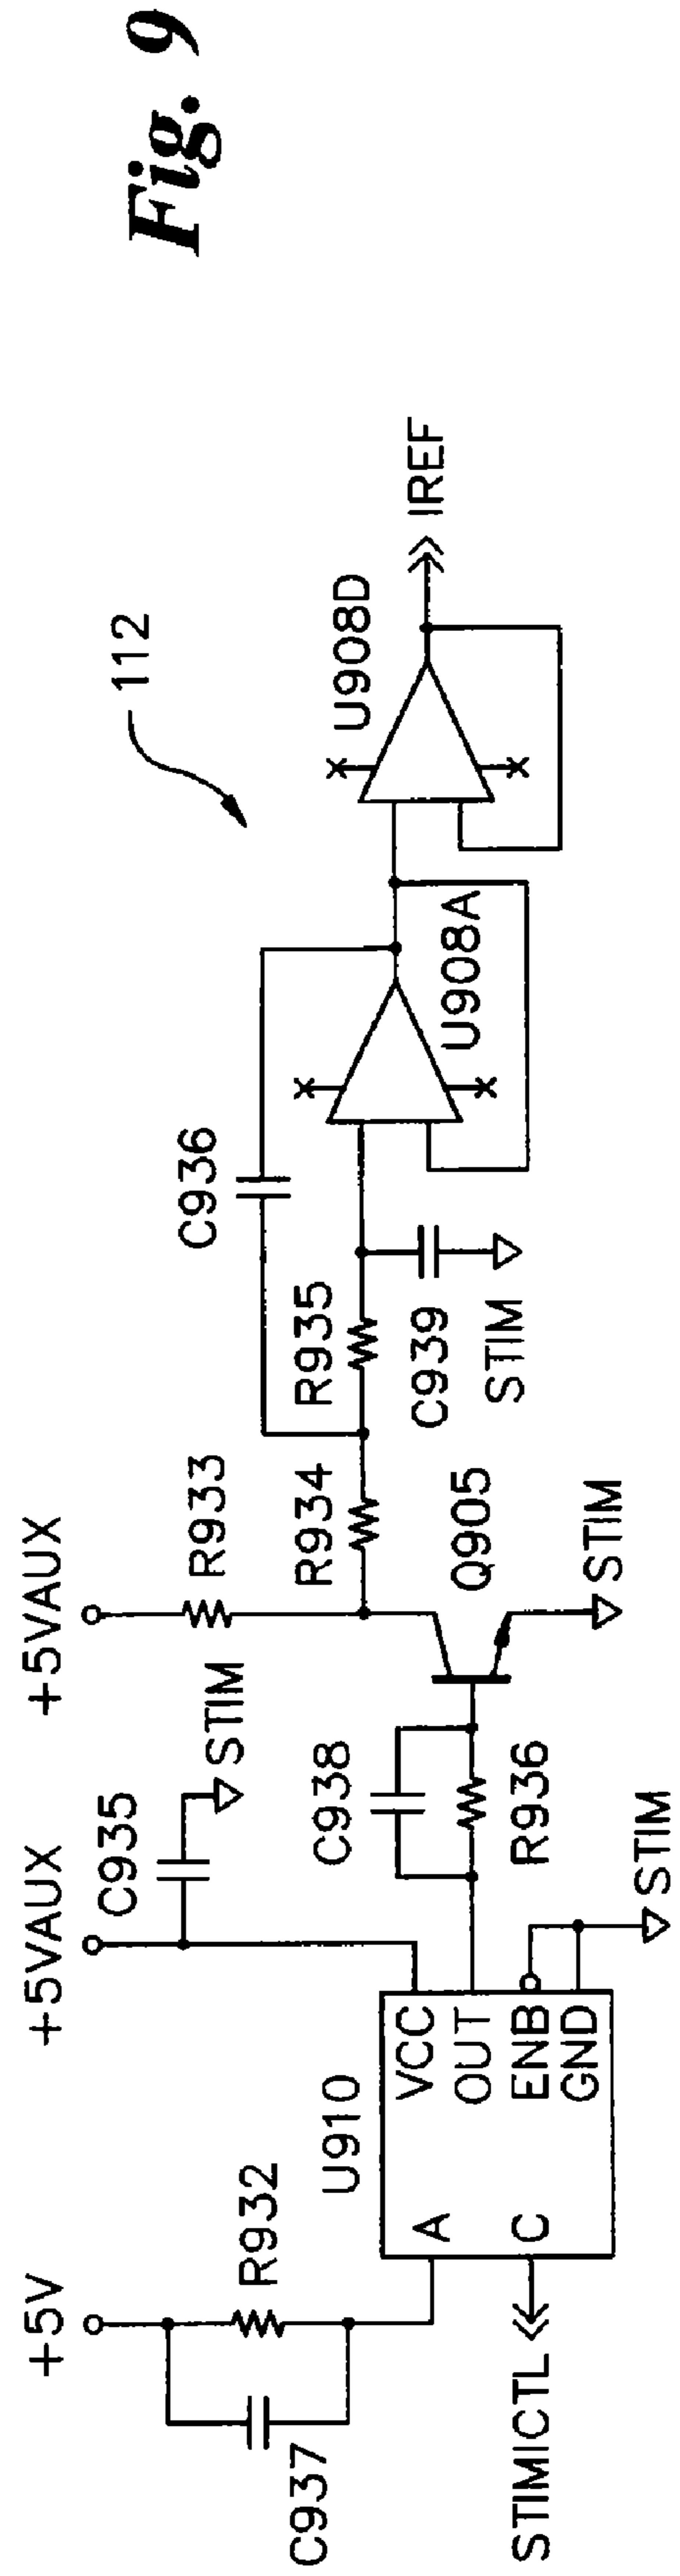 Fig. 9
112
+5V
+5VAUX
+5VAUX
C937
R932
C935
STIM
R933
C936
U910
A
C
VCC
OUT
ENB
GND
C938
R936
R934
R935
Q905
C939
STIM
U908A
U908D
IREF
STIMICTL
STIM
STIM